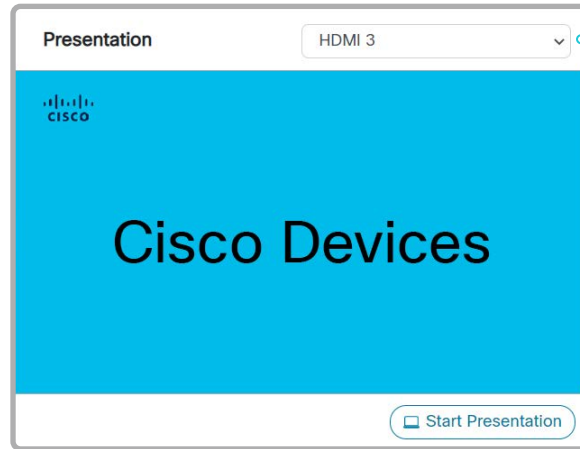 Presentation
HDMI 3
CISCO
Cisco Devices
Start Presentation